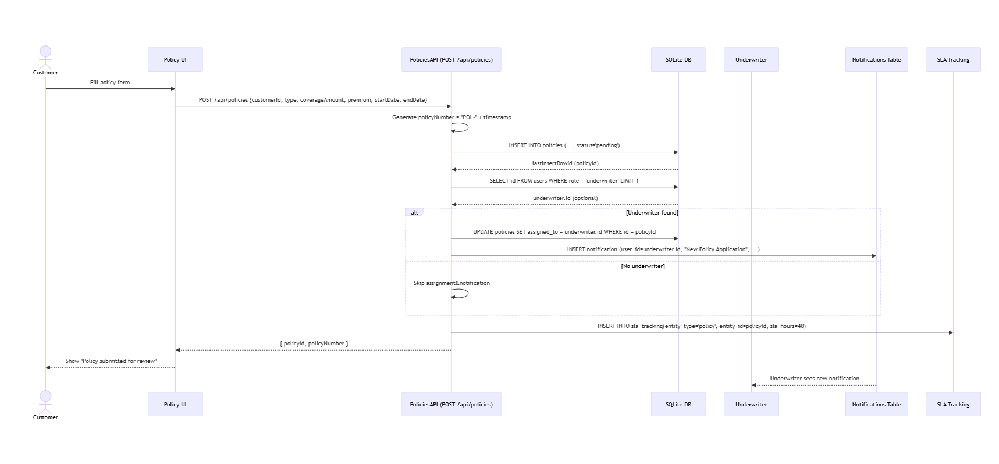 Customer
Policy UI
PoliciesAPI (POST /api/policies)
SQLite DB
Underwriter
Notifications Table
SLA Tracking
Fill policy form
POST /api/policies {customerId, type, coverageAmount, premium, startDate, endDate}
Generate policyNumber = "POL-" + timestamp
INSERT INTO policies (..., status='pending')
lastInsertRowid (policyId)
SELECT id FROM users WHERE role = 'underwriter' LIMIT 1
underwriter.id (optional)
alt
[Underwriter found]
UPDATE policies SET assigned_to = underwriter.id WHERE id = policyId
INSERT notification (user_id=underwriter.id, "New Policy Application", ...)
[No underwriter]
Skip assignment&notification
INSERT INTO sla_tracking(entity_type='policy', entity_id=policyId, sla_hours=48)
{ policyId, policyNumber }
Show "Policy submitted for review"
Underwriter sees new notification
Customer
Policy UI
PoliciesAPI (POST /api/policies)
SQLite DB
Underwriter
Notifications Table
SLA Tracking